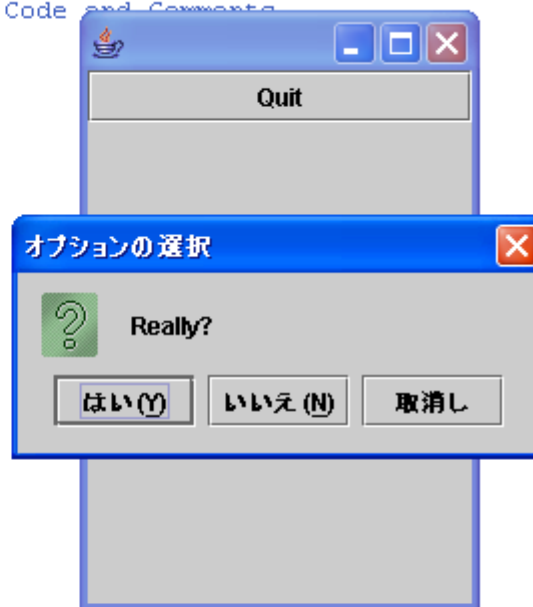 Code and Comments
Quit
オプションの選択
Really?
はい(Y) いいえ(N) 取消し